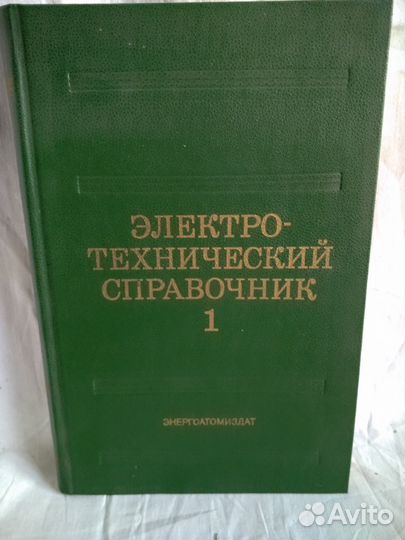 ЭЛЕКТРО-
ТЕХНИЧЕСКИЙ
СПРАВОЧНИК
1
ЭНЕРГОАТОМИЗДАТ
Avito